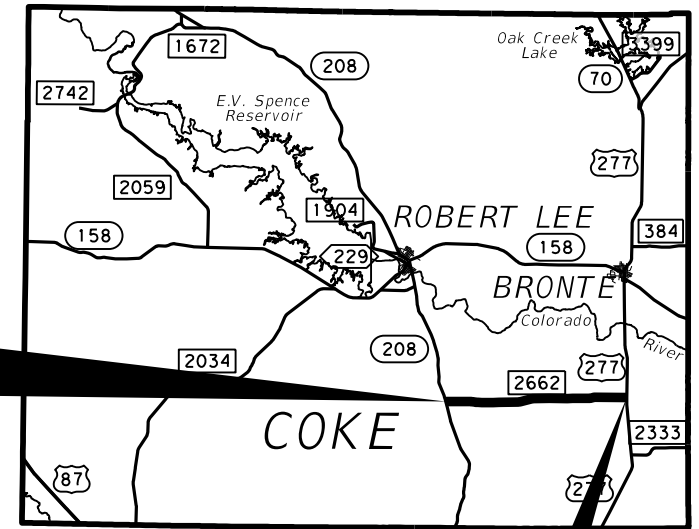 1672
Oak Creek
Lake
3399
208
70
2742
E.V. Spence
Reservoir
277
2059
1904
ROBERT LEE
384
158
229
158
BRONTE
Colorado
River
208
2034
277
2662
COKE
2333
87
277